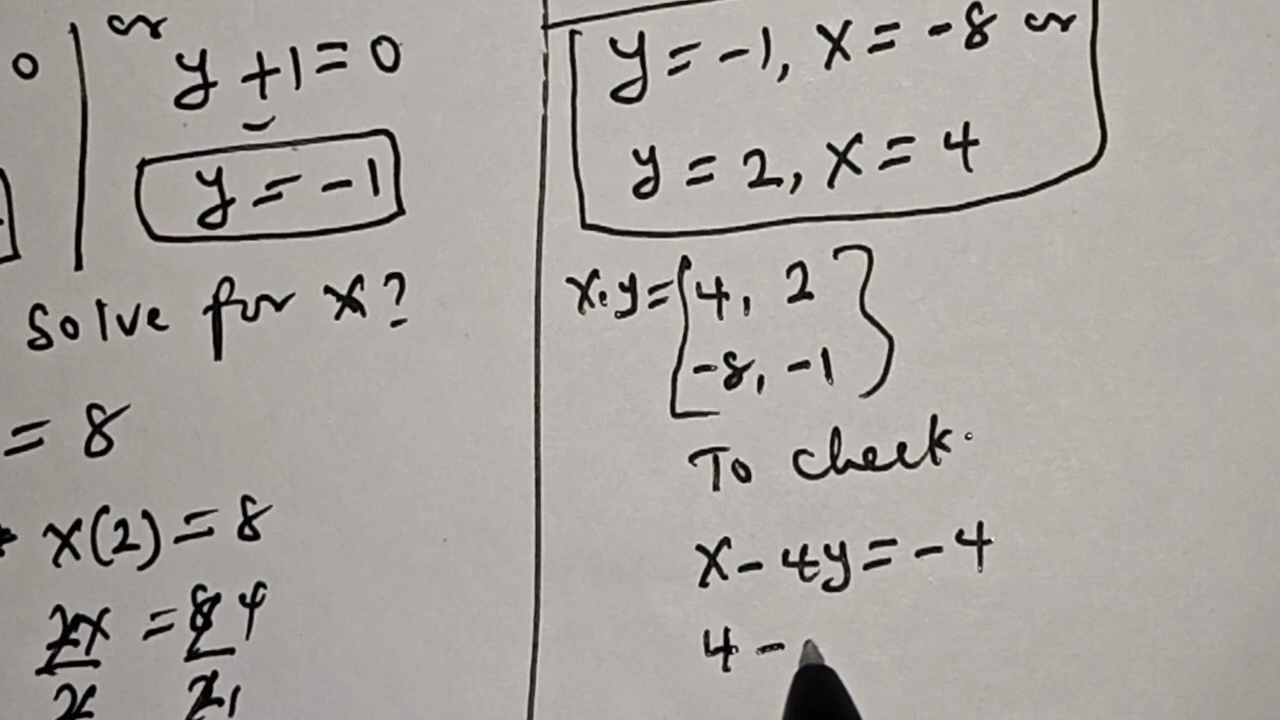 0 | or
y + 1 = 0
y = -1
Solve for x?
= 8
x(2) = 8
2x = 8 4
2 2 1
y = -1, x = -8 or
y = 2, x = 4
x,y = { 4, 2
-8, -1 }
To check.
x - 4y = -4
4 -